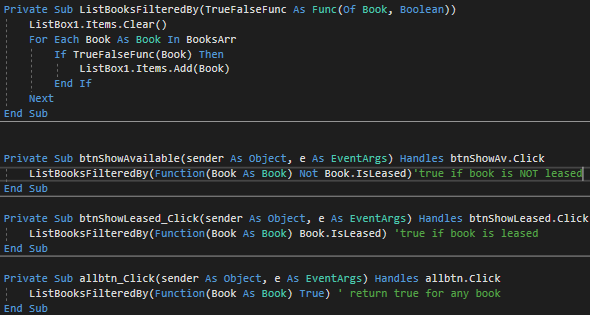 Private Sub ListBooksFilteredBy(TrueFalseFunc As Func(Of Book, Boolean))
ListBox1.Items.Clear()
For Each Book As Book In BooksArr
If TrueFalseFunc(Book) Then
ListBox1.Items.Add(Book)
End If
Next
End Sub
Private Sub btnShowAvailable(sender As Object, e As EventArgs) Handles btnShowAv.Click
ListBooksFilteredBy(Function(Book As Book) Not Book.IsLeased)'true if book is NOT leased
End Sub
Private Sub btnShowLeased_Click(sender As Object, e As EventArgs) Handles btnShowLeased.Click
ListBooksFilteredBy(Function(Book As Book) Book.IsLeased) 'true if book is leased
End Sub
Private Sub allbtn_Click(sender As Object, e As EventArgs) Handles allbtn.Click
ListBooksFilteredBy(Function(Book As Book) True) ' return true for any book
End Sub